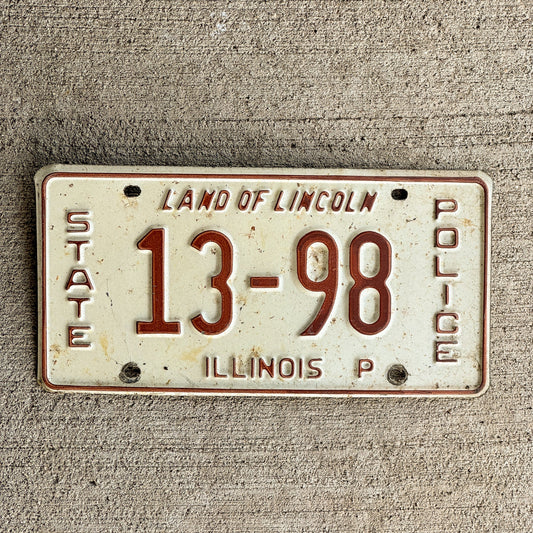 LAND OF LINCOLN
STATE
13-98
POLICE
ILLINOIS P